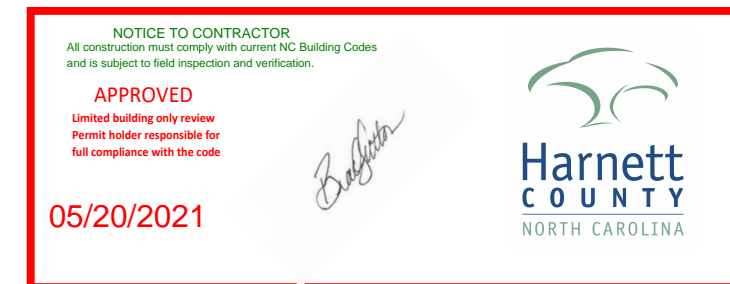 NOTICE TO CONTRACTOR
All construction must comply with current NC Building Codes
and is subject to field inspection and verification.
APPROVED
Limited building only review
Permit holder responsible for
full compliance with the code
05/20/2021
Harnett
COUNTY
NORTH CAROLINA